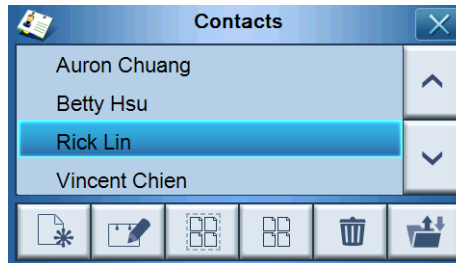 Contacts
Auron Chuang
Betty Hsu
Rick Lin
Vincent Chien